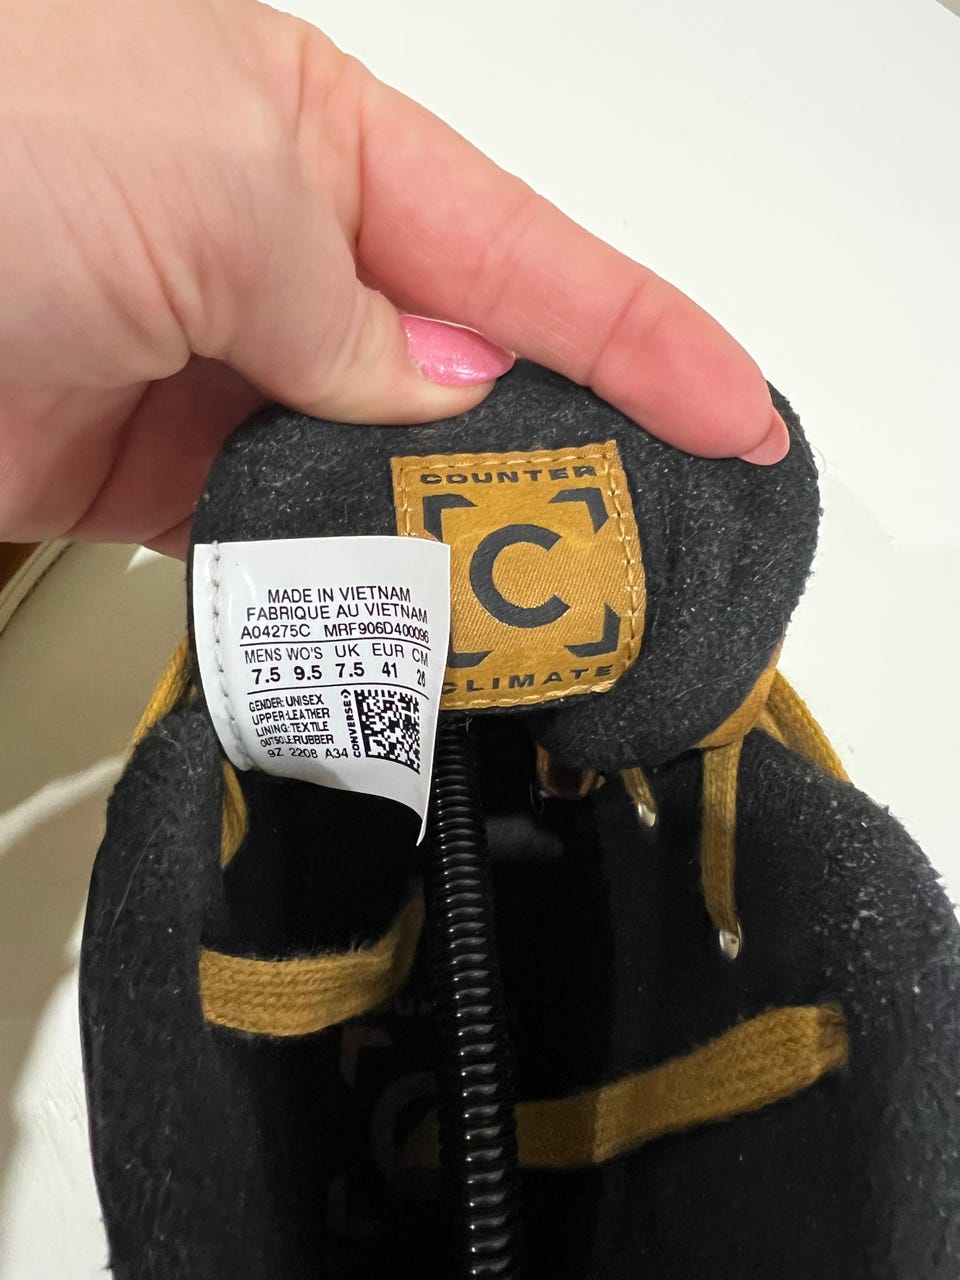 COUNTER
C
CLIMATE
MADE IN VIETNAM
FABRIQUE AU VIETNAM
A04275C MRF906D400096
MENS WO'S UK EUR CM
7.5 9.5 7.5 41 26
GENDER:UNISEX
UPPER:LEATHER
LINING:TEXTILE
OUTSOLE:RUBBER
9Z 2208 A34
CONVERSE